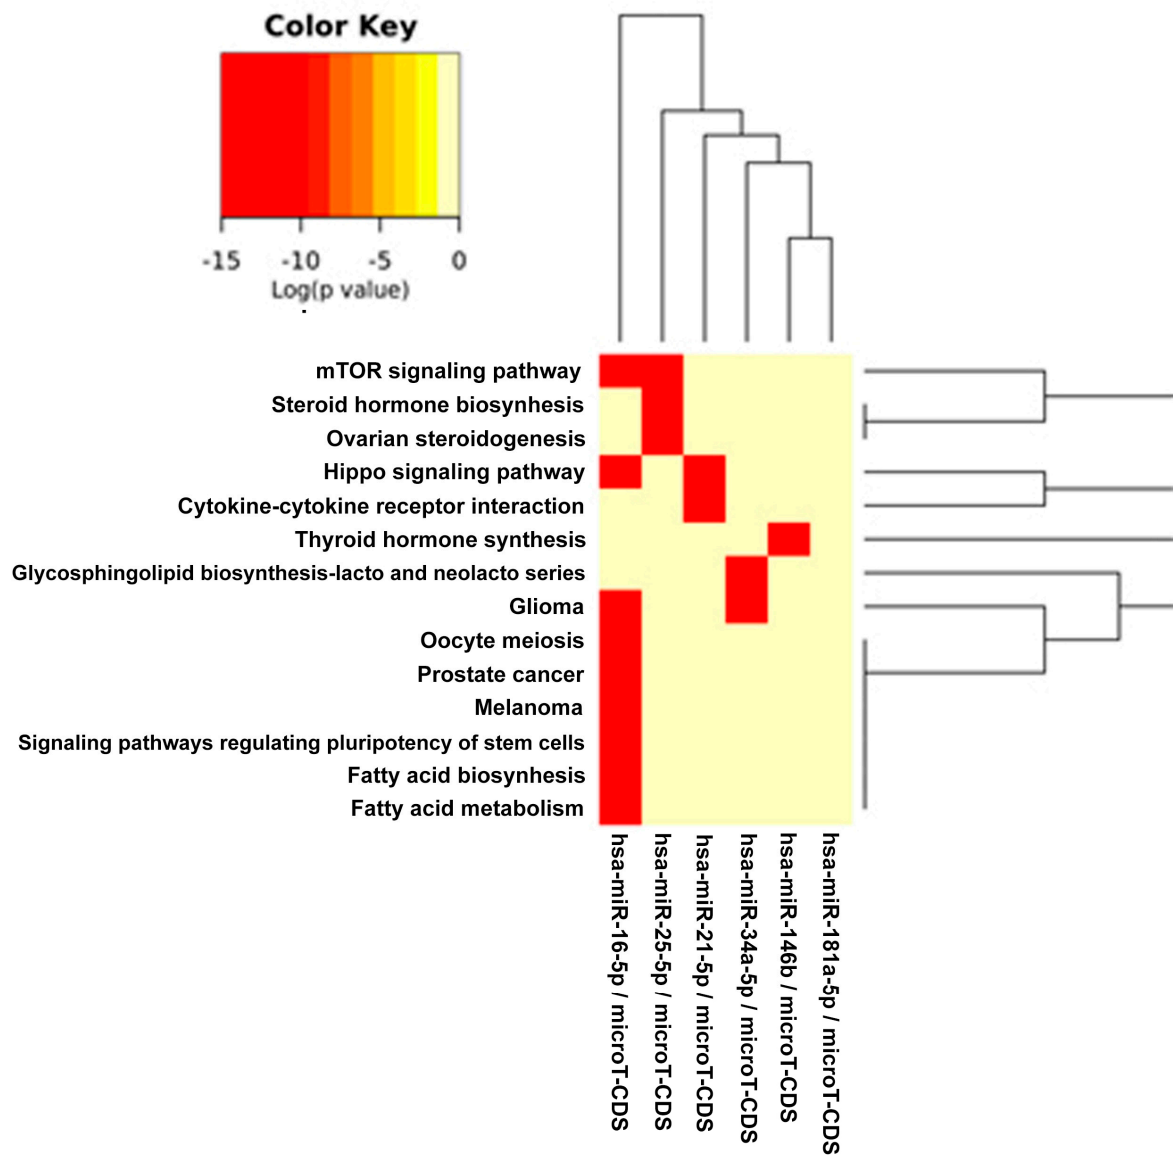 Color Key
-15 -10 -5 0
Log(p value)
mTOR signaling pathway
Steroid hormone biosynhesis
Ovarian steroidogenesis
Hippo signaling pathway
Cytokine-cytokine receptor interaction
Thyroid hormone synthesis
Glycosphingolipid biosynthesis-lacto and neolacto series
Glioma
Oocyte meiosis
Prostate cancer
Melanoma
Signaling pathways regulating pluripotency of stem cells
Fatty acid biosynhesis
Fatty acid metabolism
hsa-miR-16-5p / microT-CDS
hsa-miR-25-5p / microT-CDS
hsa-miR-21-5p / microT-CDS
hsa-miR-34a-5p / microT-CDS
hsa-miR-146b / microT-CDS
hsa-miR-181a-5p / microT-CDS